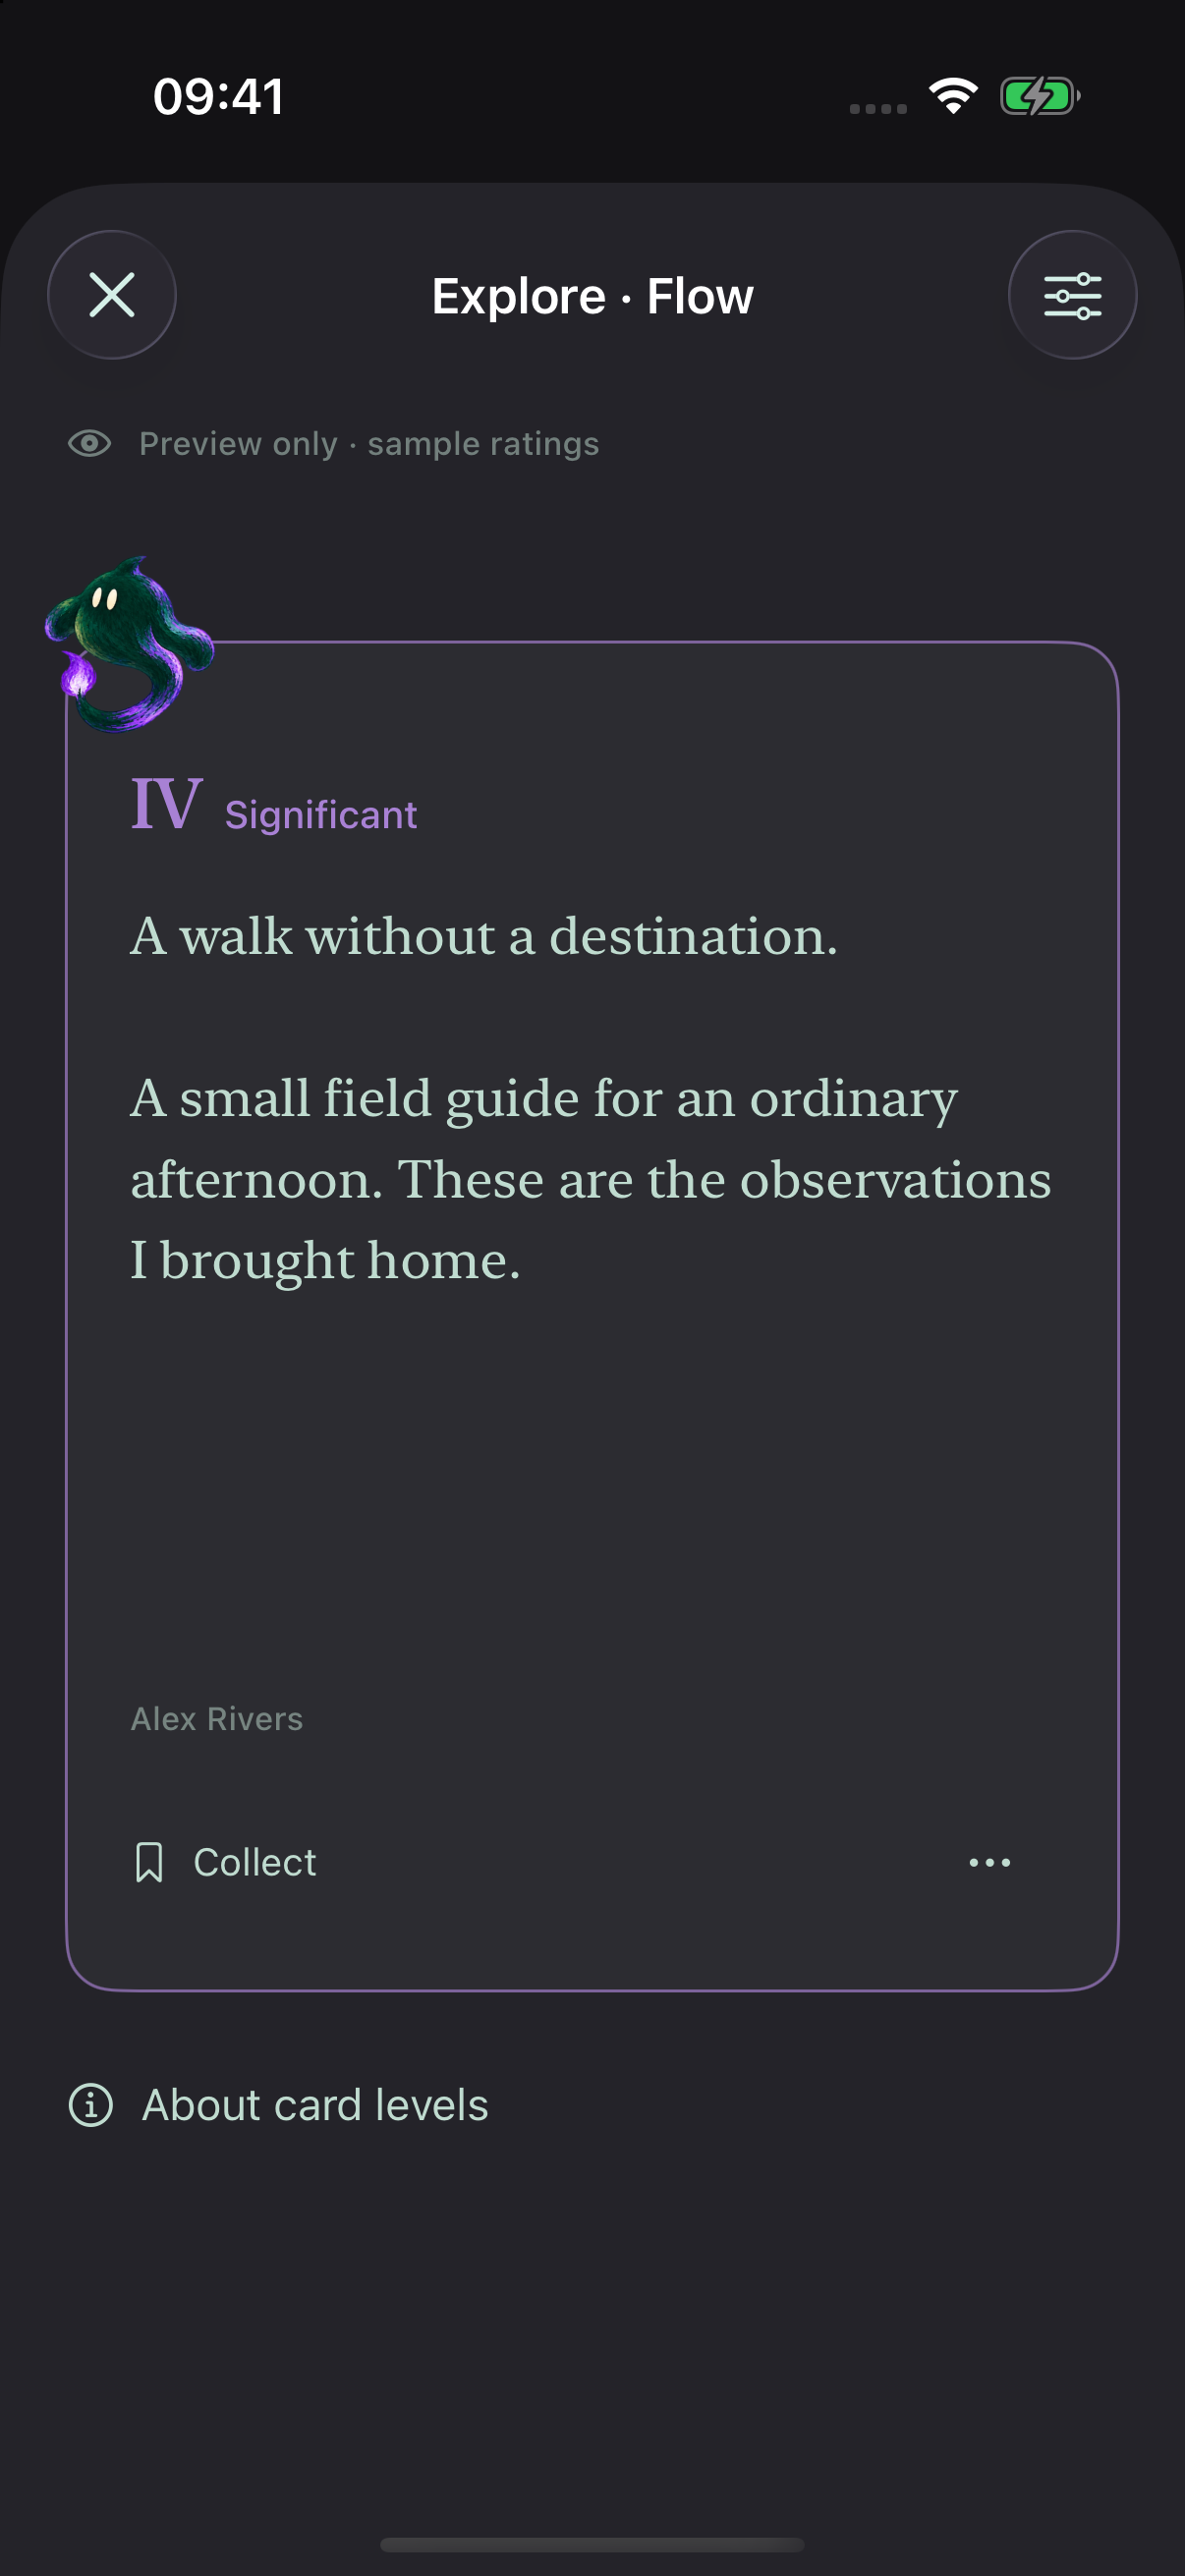 09:41
Explore · Flow
Preview only · sample ratings
IV Significant
A walk without a destination.
A small field guide for an ordinary
afternoon. These are the observations
I brought home.
Alex Rivers
Collect
About card levels